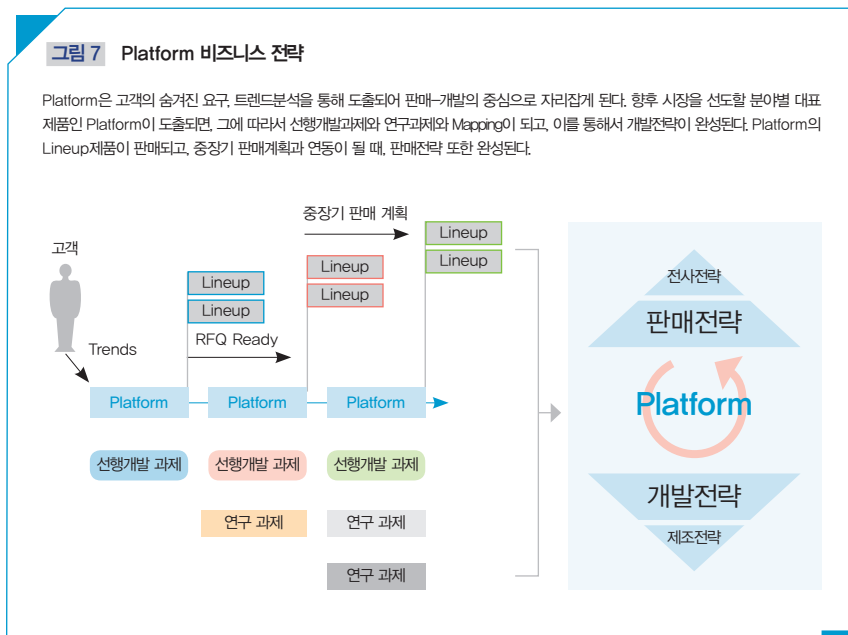 그림 7 Platform 비즈니스 전략
Platform은 고객의 숨겨진 요구, 트렌드분석을 통해 도출되어 판매-개발의 중심으로 자리잡게 된다. 향후 시장을 선도할 분야별 대표
제품인 Platform이 도출되면, 그에 따라서 선행개발과제와 연구과제와 Mapping이 되고, 이를 통해서 개발전략이 완성된다. Platform의
Lineup제품이 판매되고, 중장기 판매계획과 연동이 될 때, 판매전략 또한 완성된다.
중장기 판매 계획
Lineup
Lineup
고객
Lineup
Lineup
Lineup
Lineup
Trends
RFQ Ready
Platform
Platform
Platform
선행개발 과제
선행개발 과제
선행개발 과제
연구 과제
연구 과제
연구 과제
전사전략
판매전략
Platform
개발전략
제조전략